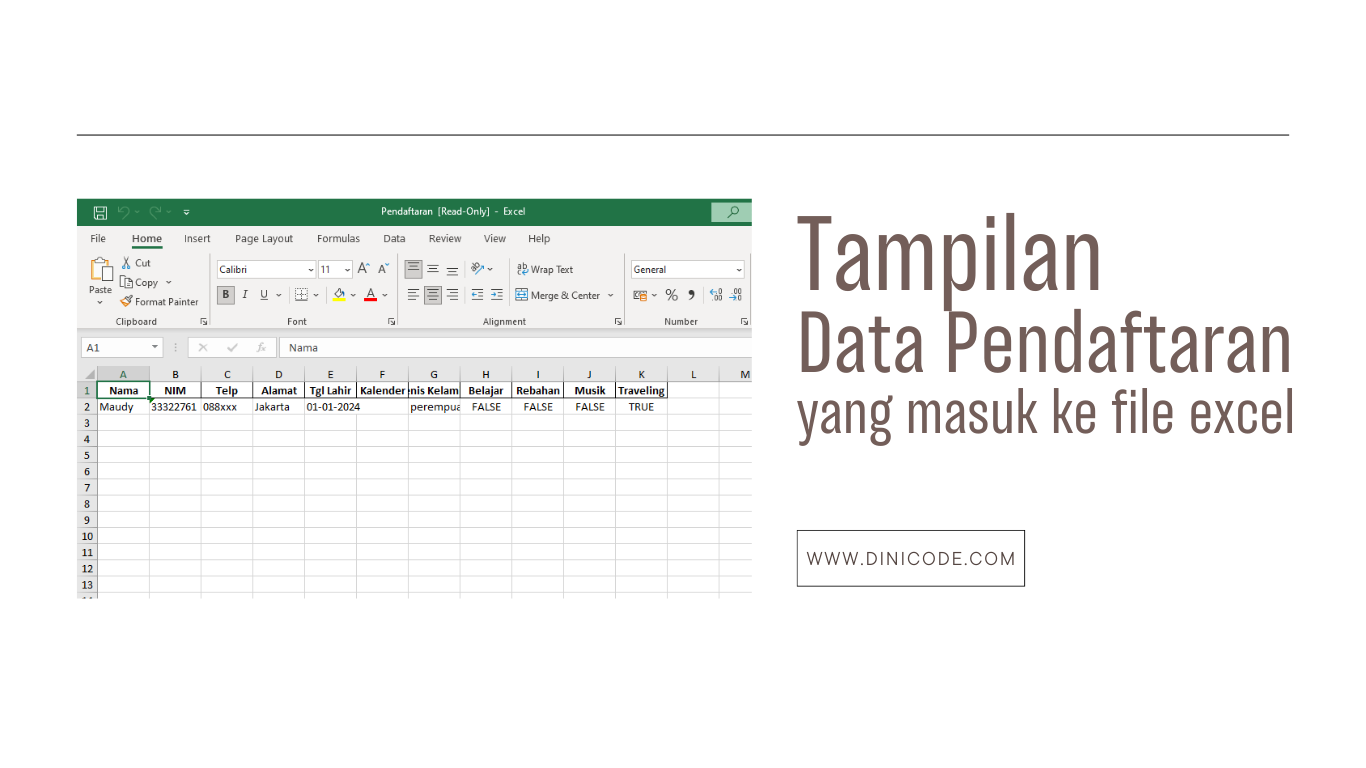 Pendaftaran [Read-Only] - Excel
File Home Insert Page Layout Formulas Data Review View Help
Cut
Copy
Format Painter
Paste
Clipboard
Calibri 11
B I U A
Font
Wrap Text
Merge & Center
Alignment
General
%
Number
A1 fx Nama
A B C D E F G H I J K L M
1 Nama NIM Telp Alamat Tgl Lahir Kalender nis Kelam Belajar Rebahan Musik Traveling
2 Maudy 33322761 088xxx Jakarta 01-01-2024 perempua FALSE FALSE FALSE TRUE
3
4
5
6
7
8
9
10
11
12
13
Tampilan
Data Pendaftaran
yang masuk ke file excel
WWW.DINICODE.COM